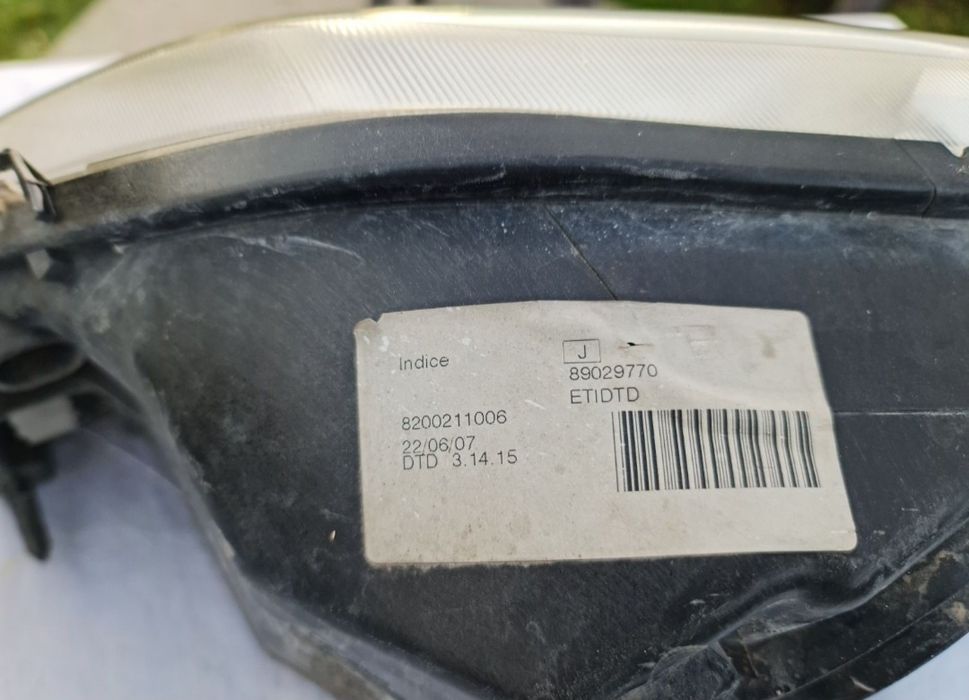 Indice
J
89029770
ETIDTD
8200211006
22/06/07
DTD 3.14.15